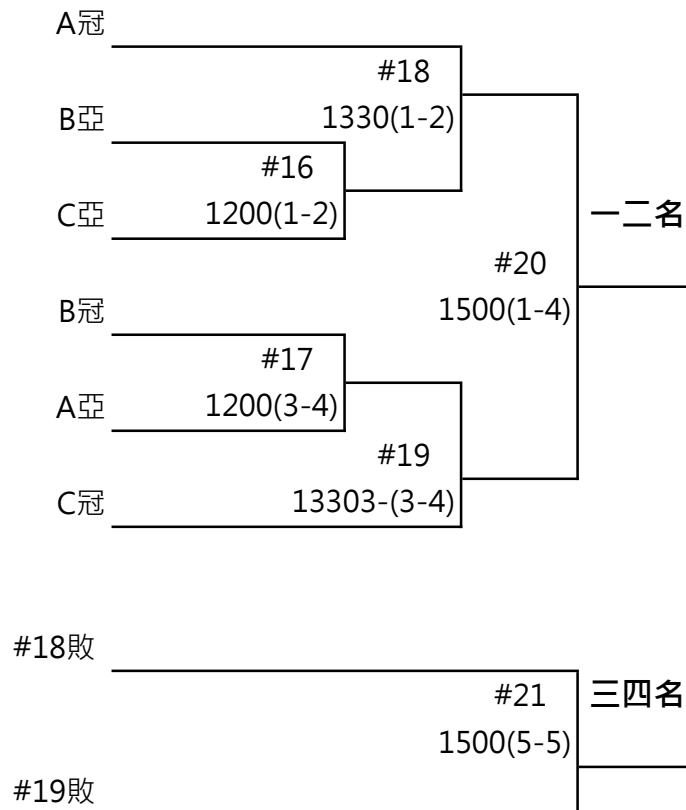 A冠
#18
B亞
1330(1-2)
#16
C亞
1200(1-2)
一二名
#20
B冠
1500(1-4)
#17
A亞
1200(3-4)
#19
C冠
13303-(3-4)
#18敗
#21
三四名
1500(5-5)
#19敗